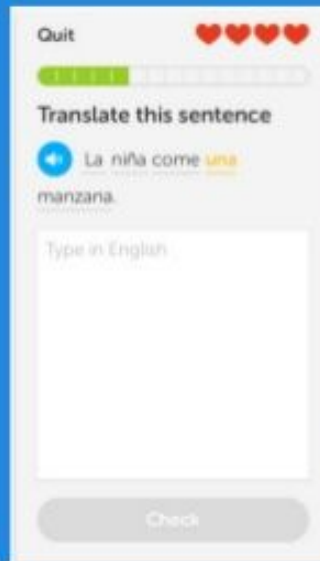 Quit
Translate this sentence
La niña come una
manzana.
Type in English
Check